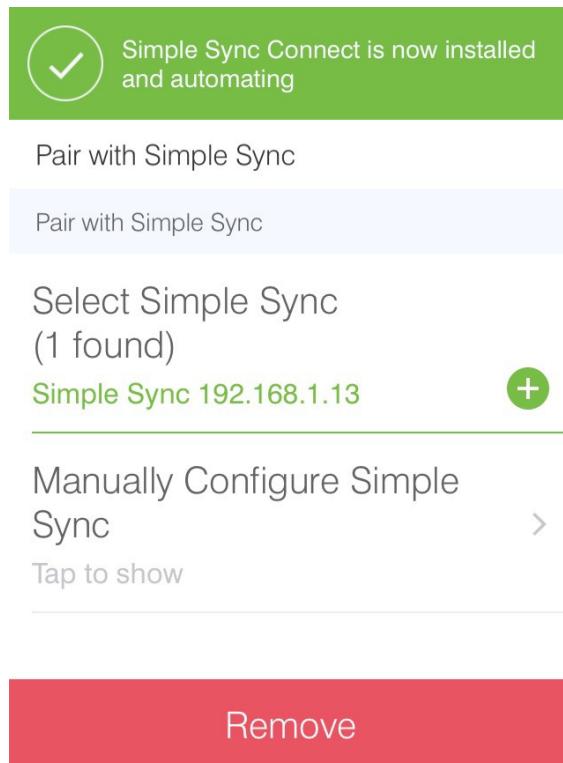 Simple Sync Connect is now installed
and automating
Pair with Simple Sync
Pair with Simple Sync
Select Simple Sync
(1 found)
Simple Sync 192.168.1.13
Manually Configure Simple
Sync
Tap to show
Remove